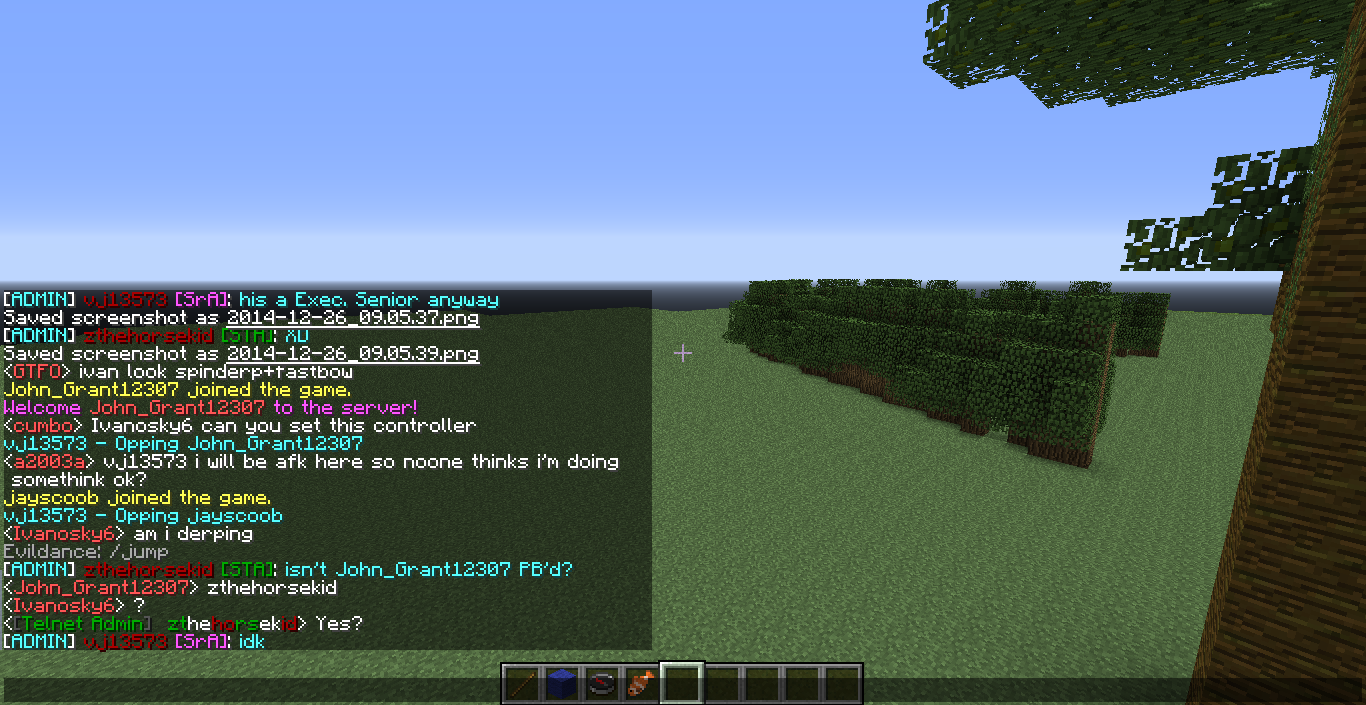 [ADMIN] vj13573 [SrA]: his a Exec. Senior anyway
Saved screenshot as 2014-12-26_09.05.37.png
[ADMIN] zthehorsekid [STA]: XD
Saved screenshot as 2014-12-26_09.05.39.png
<GTFO> ivan look spinderp+tastbow
John_Grant12307 joined the game.
Welcome John_Grant12307 to the server!
<cumbo> Ivanosky6 can you set this controller
vj13573 - Opping John_Grant12307
<a2003a> vj13573 i will be afk here so noone thinks i'm doing
somethink ok?
jayscoob joined the game.
vj13573 - Opping jayscoob
<Ivanosky6> am i derping
Evildance: /jump
[ADMIN] zthehorsekid [STA]: isn't John_Grant12307 PB'd?
<John_Grant12307> zthehorsekid
<Ivanosky6> ?
<[Telnet Admin] zthehorsekid> Yes?
[ADMIN] vj13573 [SrA]: idk